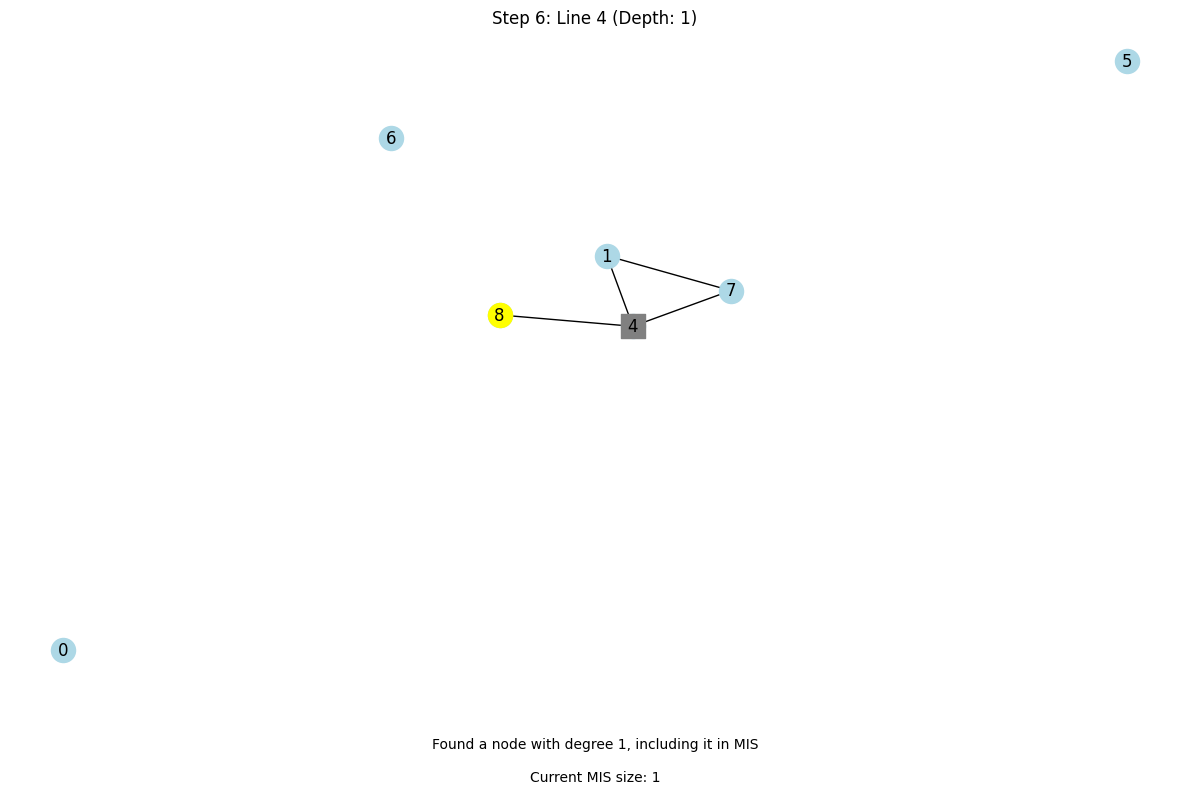 Step 6: Line 4 (Depth: 1)
5
6
1
7
8
4
0
Found a node with degree 1, including it in MIS
Current MIS size: 1